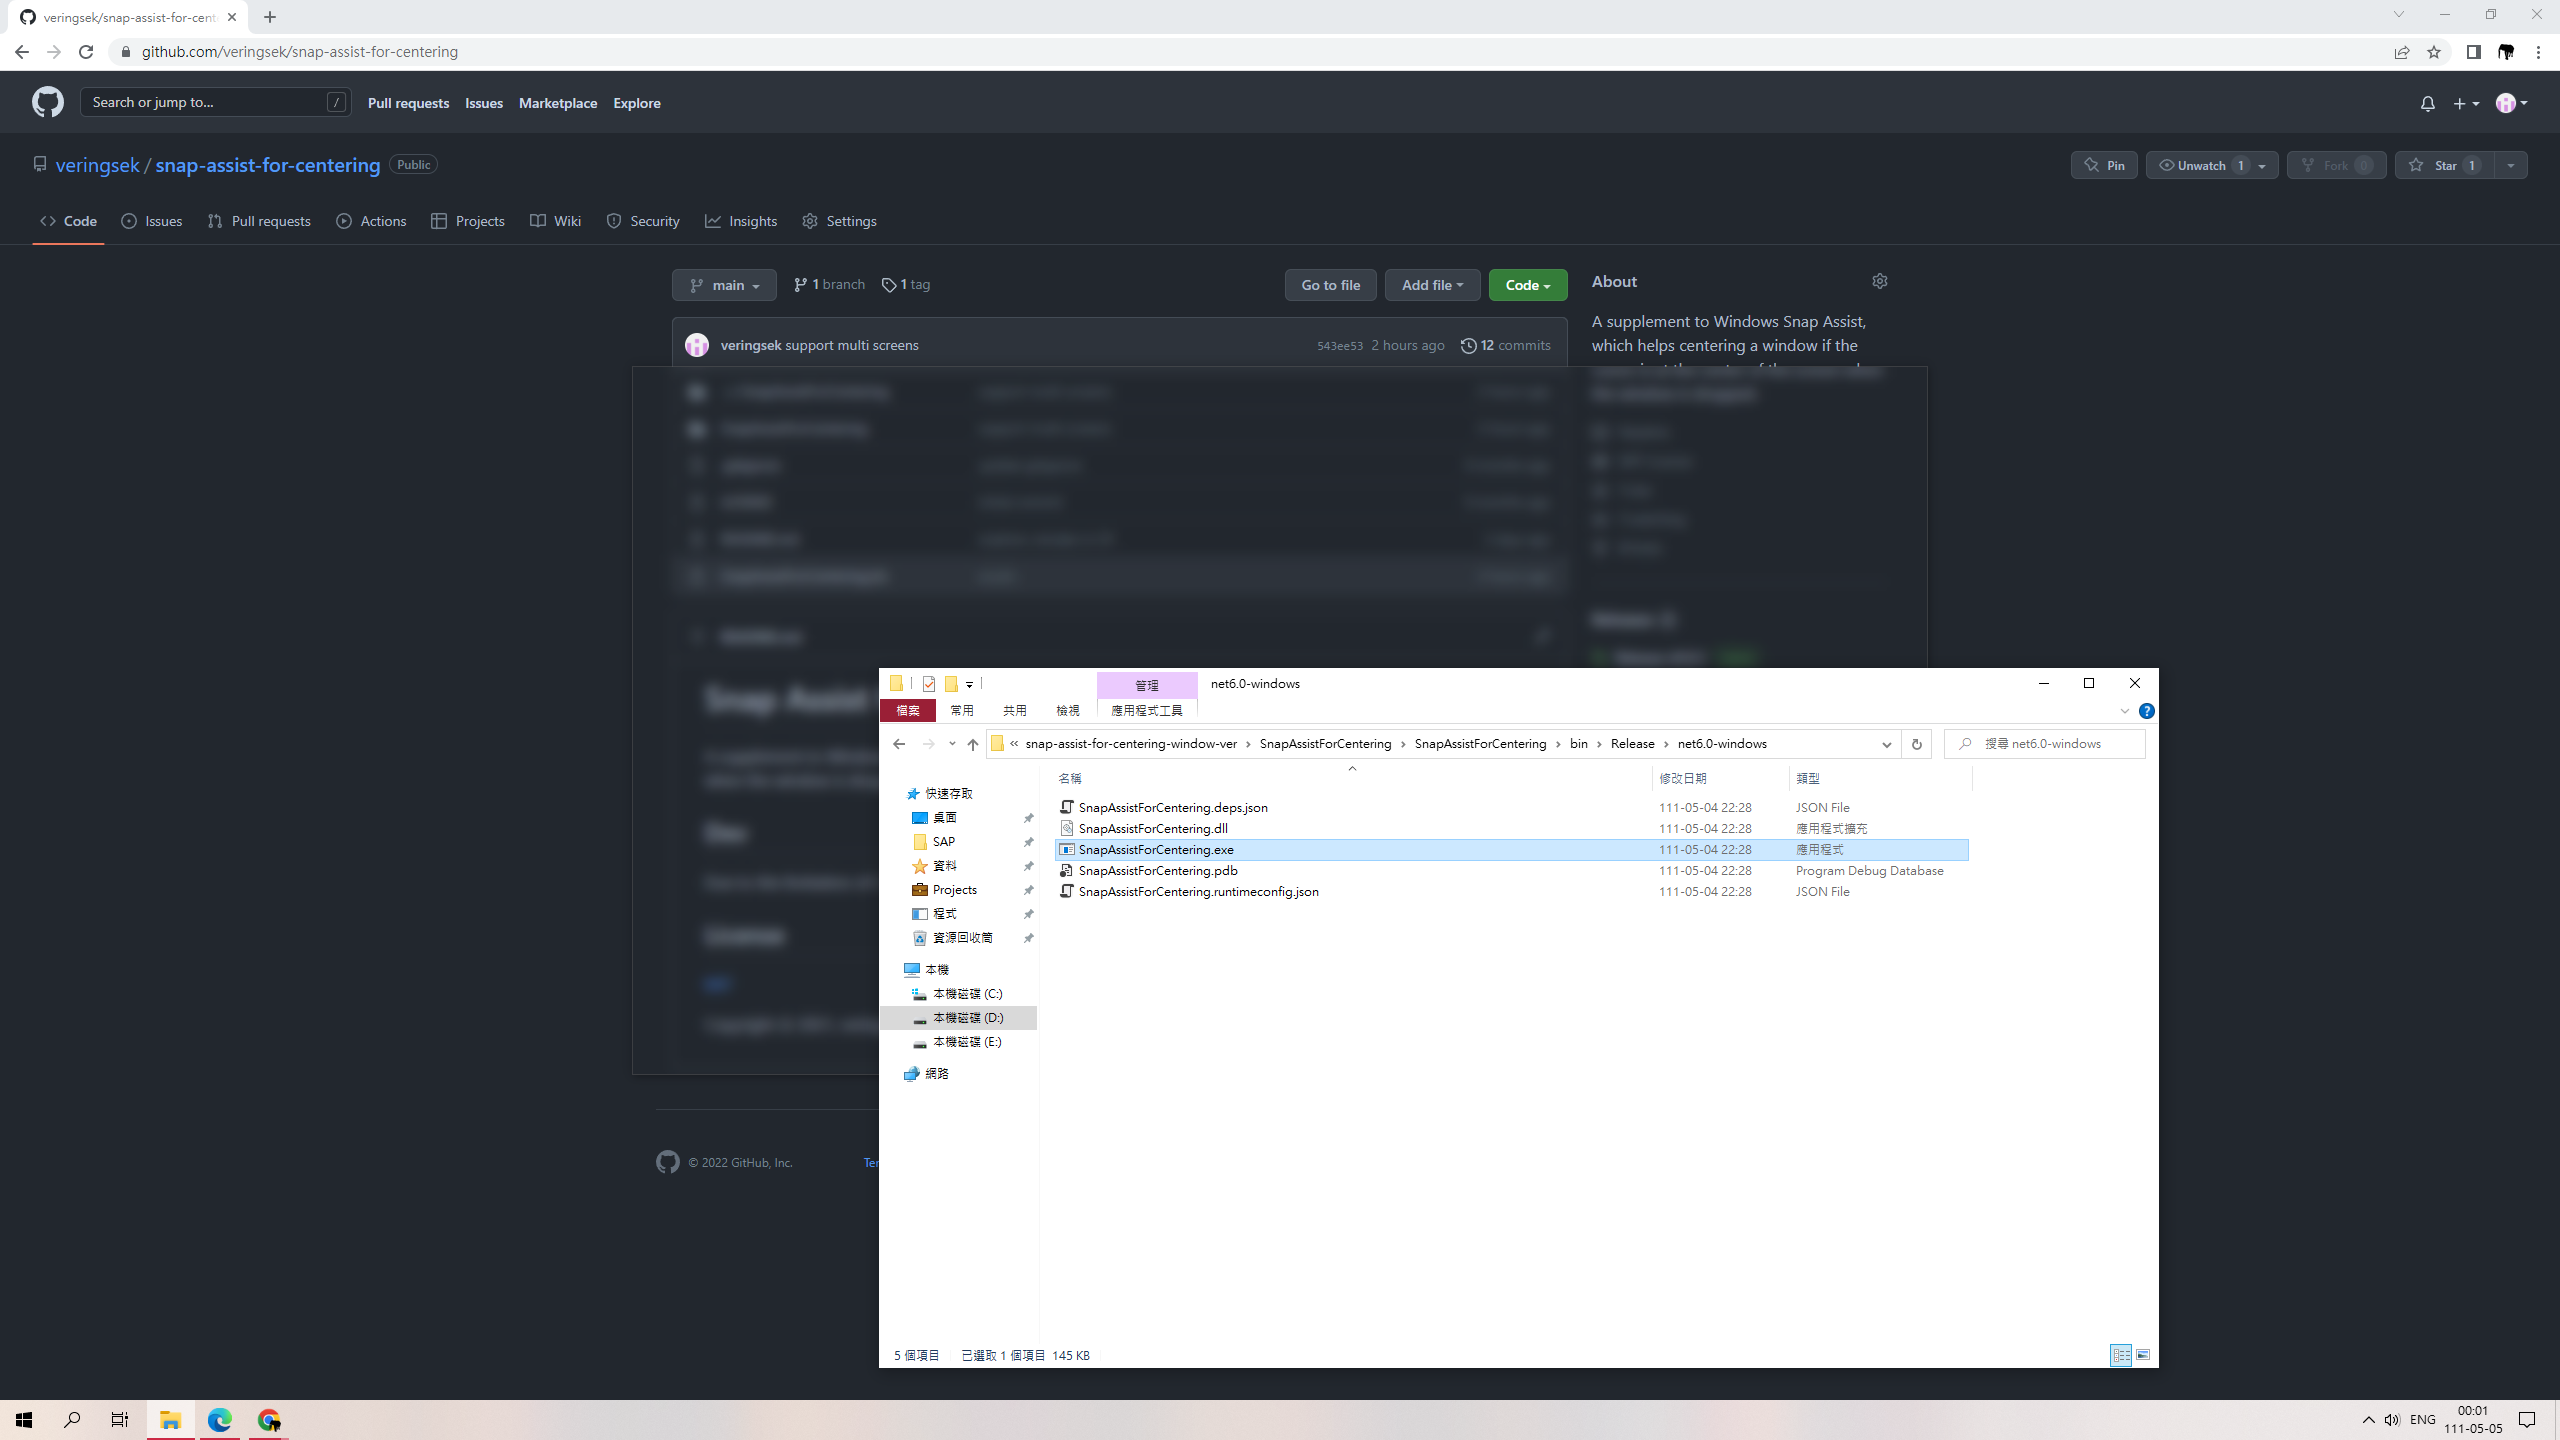 veringsek/snap-assist-for-cent
github.com/veringsek/snap-assist-for-centering
Search or jump to...
/
Pull requests
Issues
Marketplace
Explore
veringsek / snap-assist-for-centering
Public
Pin
Unwatch 1
Fork 0
Star 1
Code
Issues
Pull requests
Actions
Projects
Wiki
Security
Insights
Settings
main
1 branch
1 tag
Go to file
Add file
Code
About
veringsek support multi screens
543ee53 2 hours ago
12 commits
A supplement to Windows Snap Assist,
which helps centering a window if the
Snap Assist
Dev
License
管理
net6.0-windows
檔案
常用
共用
檢視
應用程式工具
« snap-assist-for-centering-window-ver › SnapAssistForCentering › SnapAssistForCentering › bin › Release › net6.0-windows
搜尋 net6.0-windows
名稱
修改日期
類型
快速存取
桌面
SAP
資料
Projects
程式
資源回收筒
本機
本機磁碟 (C:)
本機磁碟 (D:)
本機磁碟 (E:)
網路
SnapAssistForCentering.deps.json 111-05-04 22:28 JSON File
SnapAssistForCentering.dll 111-05-04 22:28 應用程式擴充
SnapAssistForCentering.exe 111-05-04 22:28 應用程式
SnapAssistForCentering.pdb 111-05-04 22:28 Program Debug Database
SnapAssistForCentering.runtimeconfig.json 111-05-04 22:28 JSON File
5 個項目
已選取 1 個項目 145 KB
© 2022 GitHub, Inc.
Ter
ENG
00:01
111-05-05